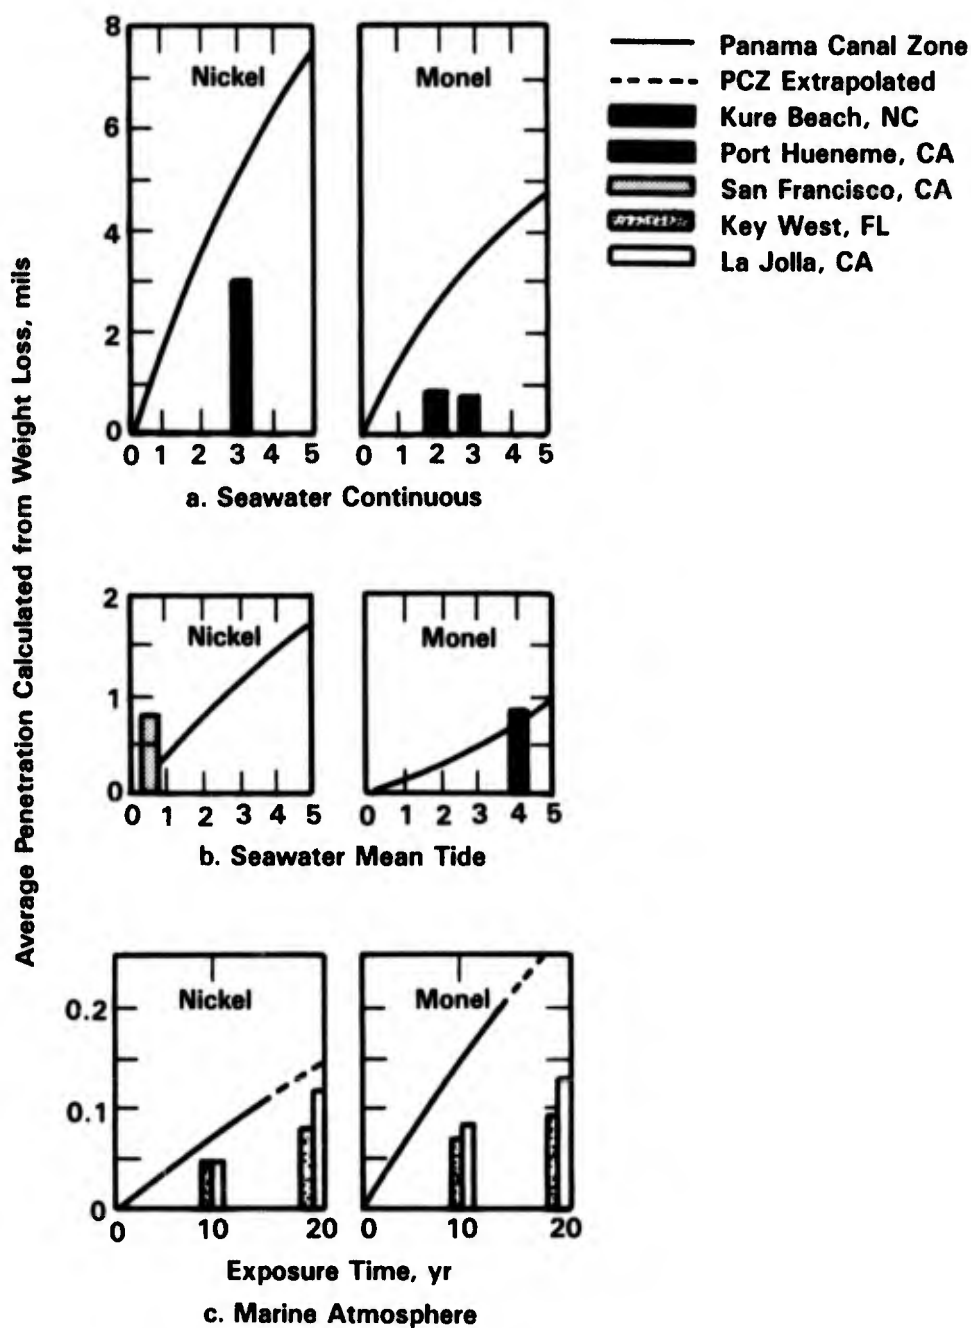 Average Penetration Calculated from Weight Loss, mils
8
6
4
2
0
Nickel
0 1 2 3 4 5
Monel
0 1 2 3 4 5
a. Seawater Continuous
Panama Canal Zone
PCZ Extrapolated
Kure Beach, NC
Port Hueneme, CA
San Francisco, CA
Key West, FL
La Jolla, CA
2
1
0
Nickel
0 1 2 3 4 5
Monel
0 1 2 3 4 5
b. Seawater Mean Tide
0.2
0.1
0
Nickel
0 10 20
Monel
0 10 20
Exposure Time, yr
c. Marine Atmosphere